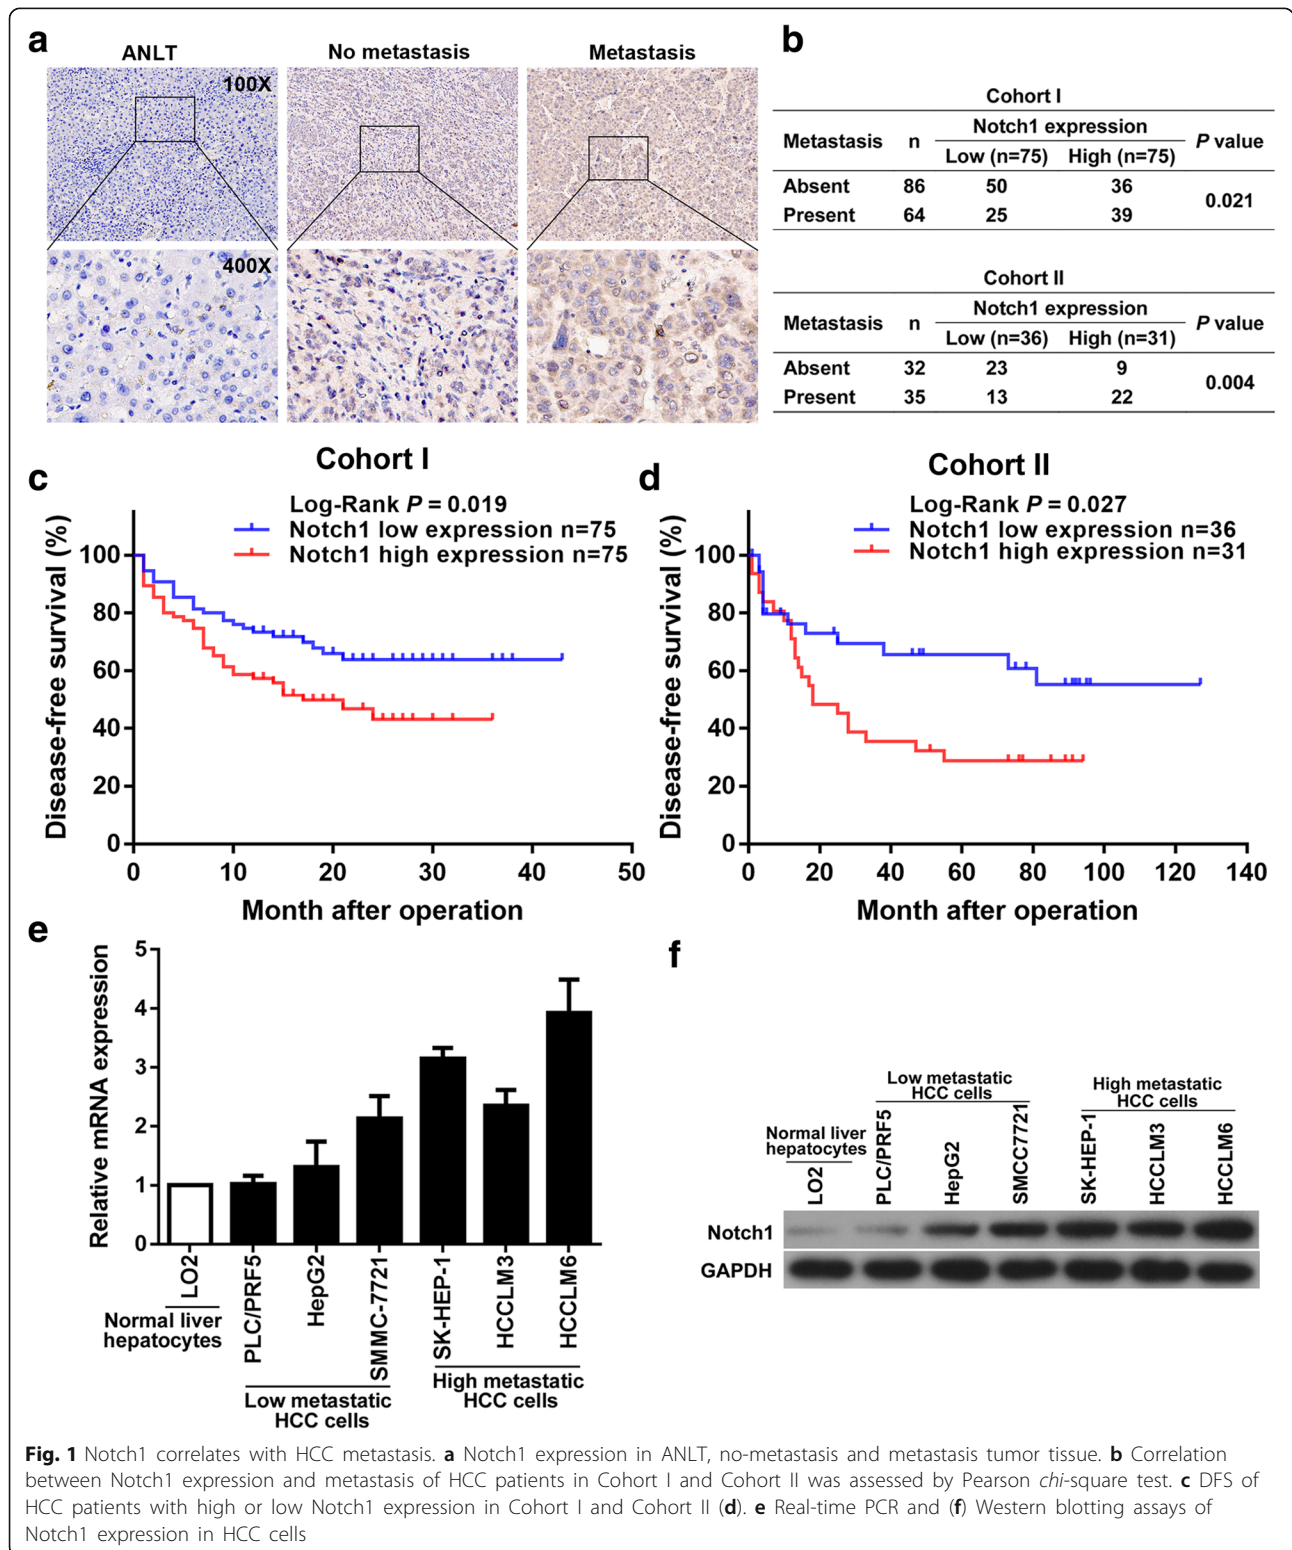 a
ANLT
No metastasis
Metastasis
100X
400X
b
Cohort I
Metastasis n Notch1 expression P value
Low (n=75) High (n=75)
Absent 86 50 36 0.021
Present 64 25 39
Cohort II
Metastasis n Notch1 expression P value
Low (n=36) High (n=31)
Absent 32 23 9 0.004
Present 35 13 22
c
Cohort I
Log-Rank P = 0.019
Notch1 low expression n=75
Notch1 high expression n=75
Disease-free survival (%)
100
80
60
40
20
0
0 10 20 30 40 50
Month after operation
d
Cohort II
Log-Rank P = 0.027
Notch1 low expression n=36
Notch1 high expression n=31
Disease-free survival (%)
100
80
60
40
20
0
0 20 40 60 80 100 120 140
Month after operation
e
Relative mRNA expression
5
4
3
2
1
0
LO2
PLC/PRF5
HepG2
SMMC-7721
SK-HEP-1
HCCLM3
HCCLM6
Normal liver
hepatocytes
Low metastatic
HCC cells
High metastatic
HCC cells
f
Normal liver
hepatocytes
Low metastatic
HCC cells
High metastatic
HCC cells
LO2
PLC/PRF5
HepG2
SMCC7721
SK-HEP-1
HCCLM3
HCCLM6
Notch1
GAPDH
Fig. 1 Notch1 correlates with HCC metastasis. a Notch1 expression in ANLT, no-metastasis and metastasis tumor tissue. b Correlation
between Notch1 expression and metastasis of HCC patients in Cohort I and Cohort II was assessed by Pearson chi-square test. c DFS of
HCC patients with high or low Notch1 expression in Cohort I and Cohort II (d). e Real-time PCR and (f) Western blotting assays of
Notch1 expression in HCC cells